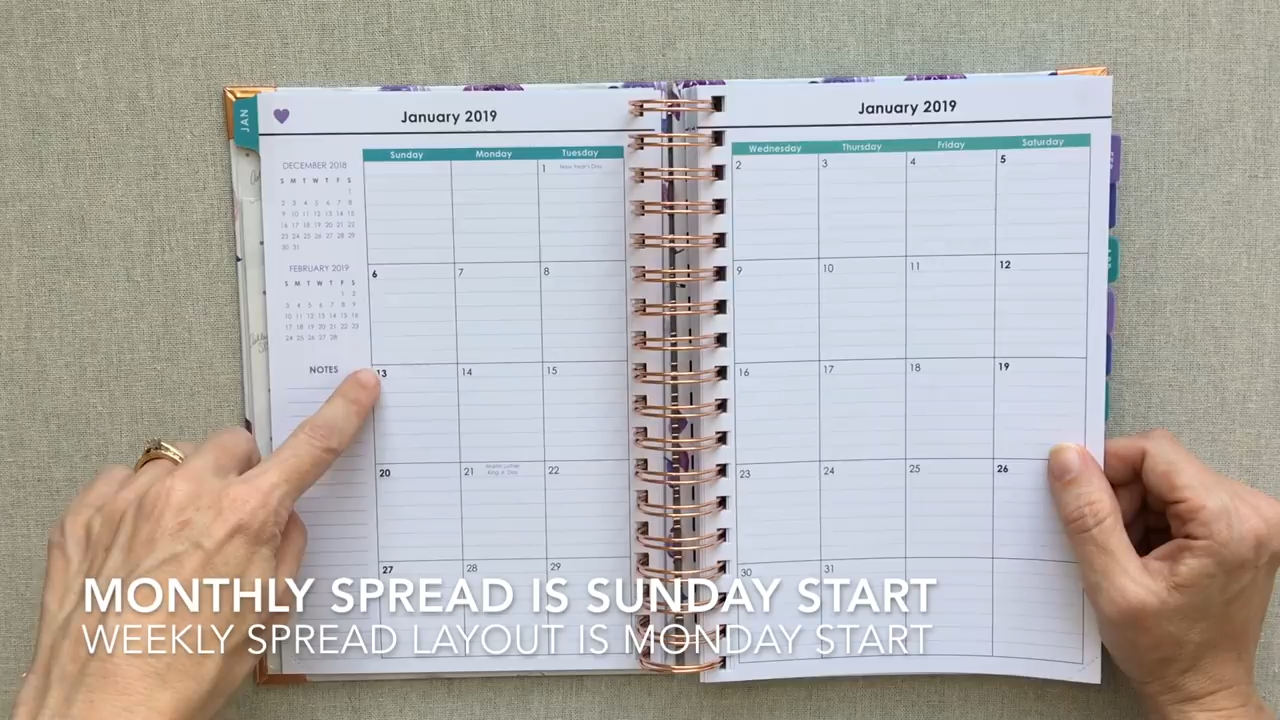 JAN
January 2019
DECEMBER 2018
S M T W T F S
1
2 3 4 5 6 7 8
9 10 11 12 13 14 15
16 17 18 19 20 21 22
23 24 25 26 27 28 29
30 31
FEBRUARY 2019
S M T W T F S
1 2
3 4 5 6 7 8 9
10 11 12 13 14 15 16
17 18 19 20 21 22 23
24 25 26 27 28
NOTES
Sunday Monday Tuesday
1 New Year's Day
6 7 8
13 14 15
20 21 Martin Luther
King Jr. Day 22
27 28 29
January 2019
Wednesday Thursday Friday Saturday
2 3 4 5
9 10 11 12
16 17 18 19
23 24 25 26
30 31
MONTHLY SPREAD IS SUNDAY START
WEEKLY SPREAD LAYOUT IS MONDAY START